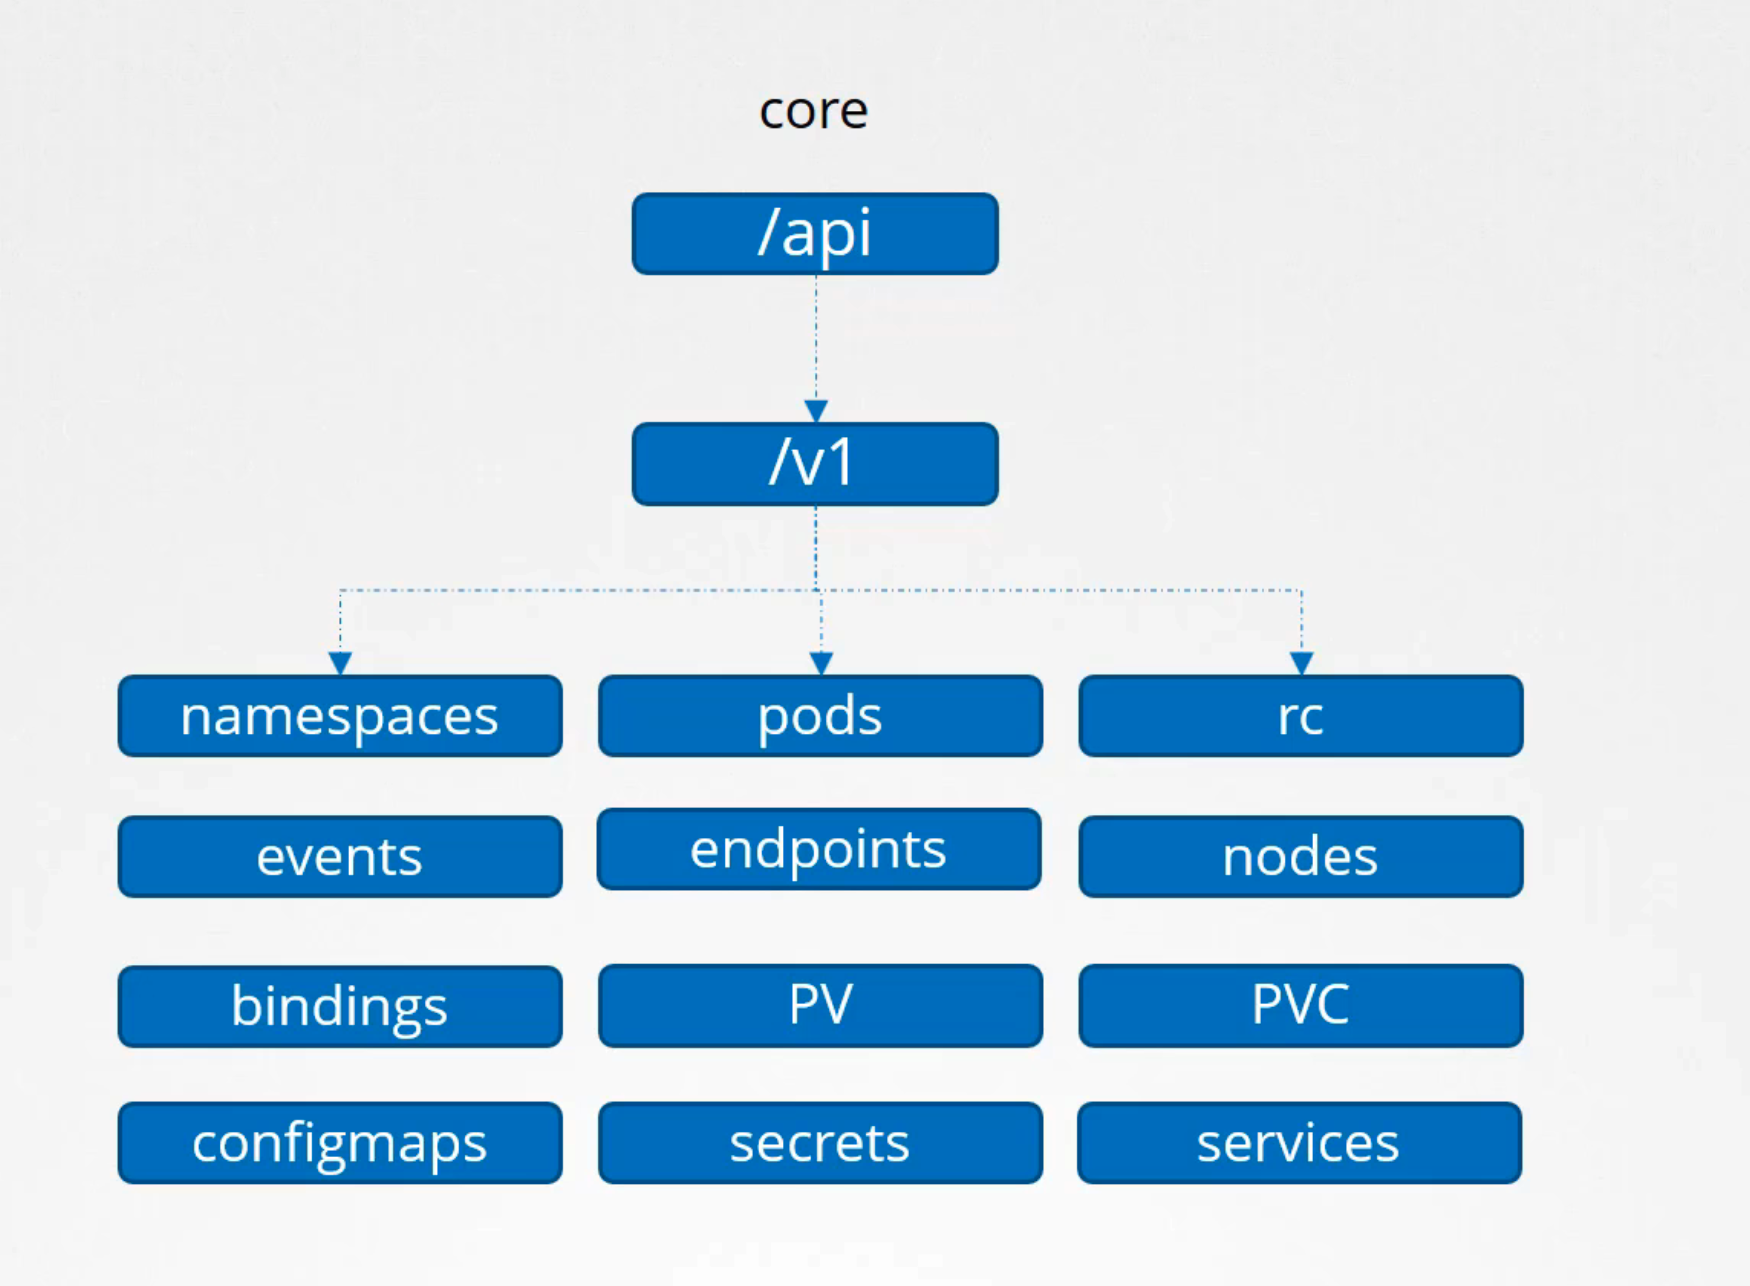 core
/api
/v1
namespaces
pods
rc
events
endpoints
nodes
bindings
PV
PVC
configmaps
secrets
services